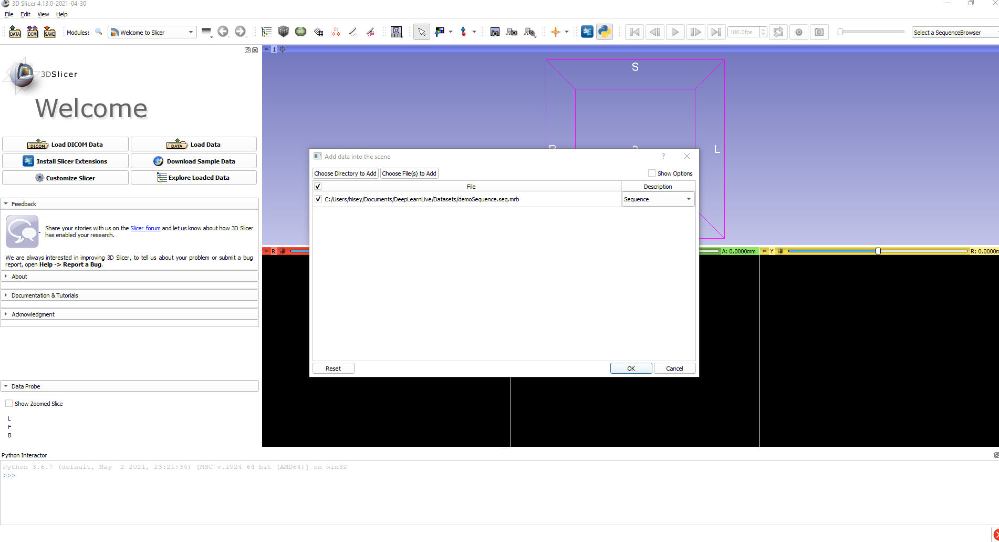 3D Slicer 4.13.0-2021-04-30
File Edit View Help
DATA DCM SAVE Modules: Welcome to Slicer 100.0fps Select a SequenceBrowser
1
3DSlicer
Welcome
DICOM Load DICOM Data DATA Load Data
Install Slicer Extensions Download Sample Data
Customize Slicer Explore Loaded Data
Feedback
Share your stories with us on the Slicer forum and let us know about how 3D Slicer
has enabled your research.
We are always interested in improving 3D Slicer, to tell us about your problem or submit a bug
report, open Help -> Report a Bug.
About
Documentation & Tutorials
Acknowledgment
Data Probe
Show Zoomed Slice
L
F
B
S
L
Add data into the scene ?
Choose Directory to Add Choose File(s) to Add Show Options
File Description
C:/Users/hisey/Documents/DeepLearnLive/Datasets/demoSequence.seq.mrb Sequence
Reset OK Cancel
R A: 0.0000mm Y R: 0.0000m
Python Interactor
Python 3.6.7 (default, May 2 2021, 23:21:34) [MSC v.1924 64 bit (AMD64)] on win32
>>>